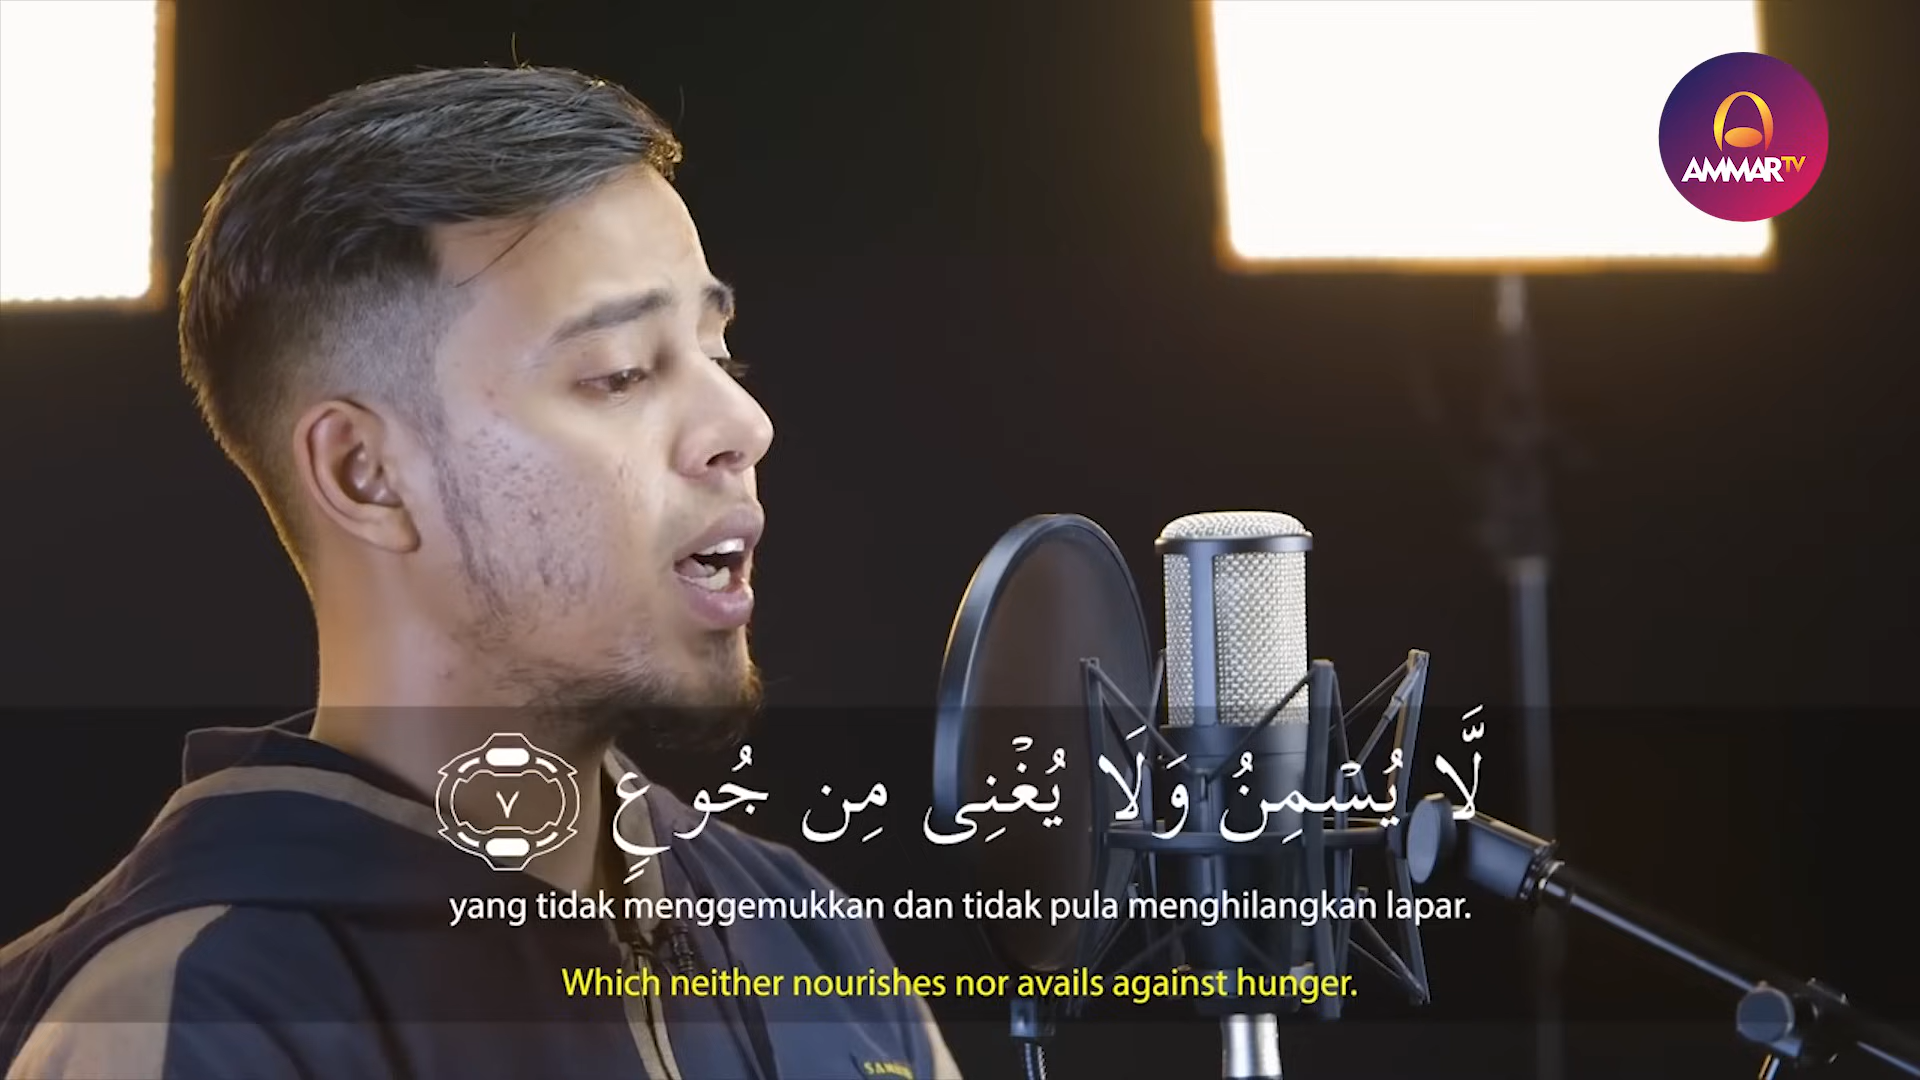 AMMARTV
لَّا يُسْمِنُ وَلَا يُغْنِى مِن جُوعٍ ٧
yang tidak menggemukkan dan tidak pula menghilangkan lapar.
Which neither nourishes nor avails against hunger.